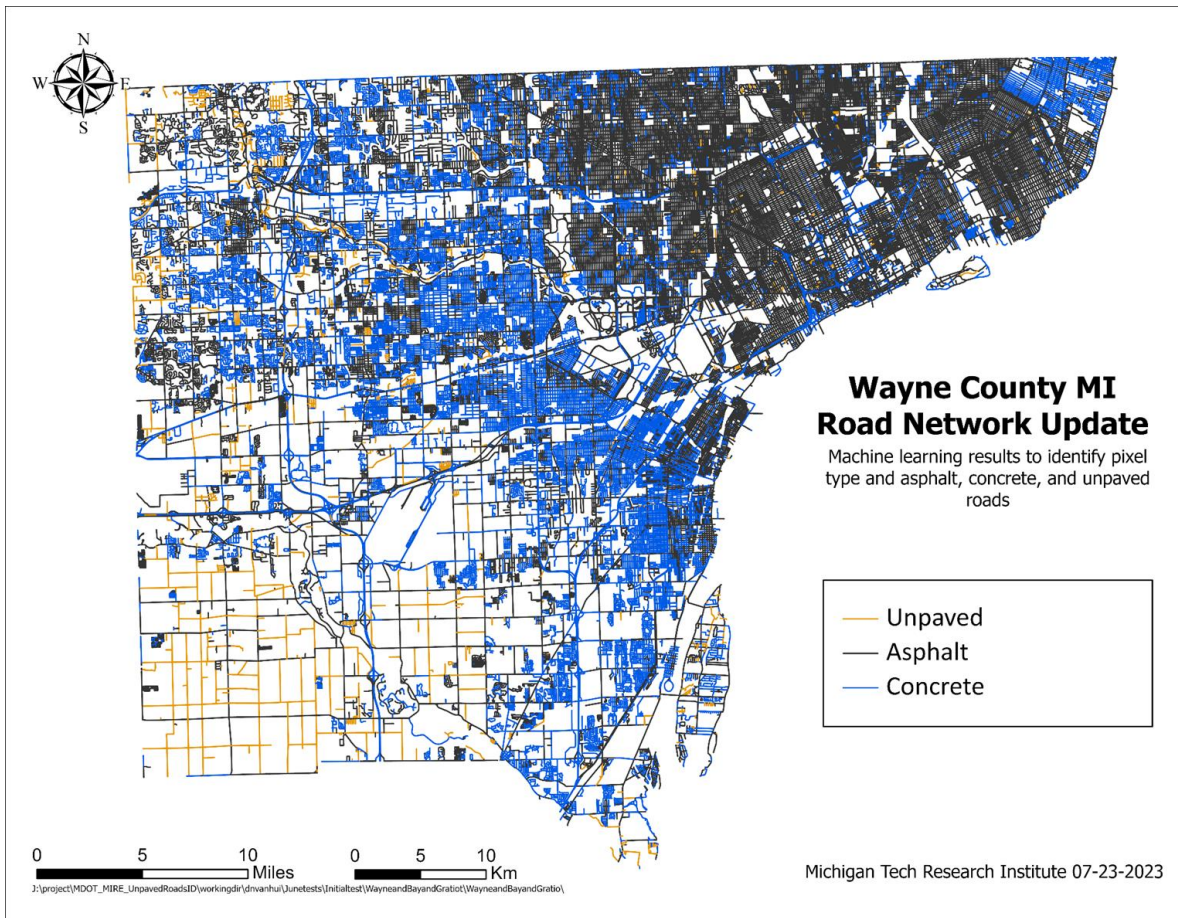 N
W E
S
Wayne County MI
Road Network Update
Machine learning results to identify pixel
type and asphalt, concrete, and unpaved
roads
Unpaved
Asphalt
Concrete
0 5 10 Miles
0 5 10 Km
J:\project\MDOT_MIRE_UnpavedRoadsID\workingdir\dnvanhui\Junetests\Initialtest\WayneandBayandGratiot\WayneandBayandGratio\
Michigan Tech Research Institute 07-23-2023